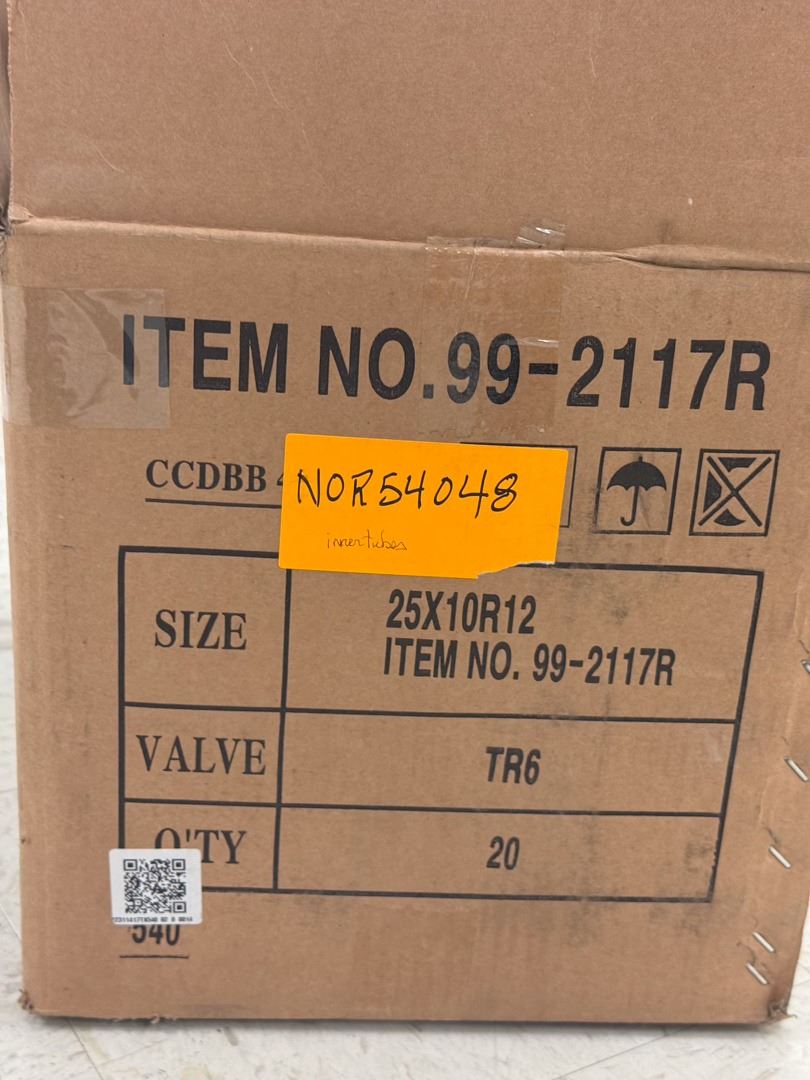 ITEM NO.99-2117R
CCDBB
NOR54048
innertubes
SIZE
25X10R12
ITEM NO. 99-2117R
VALVE
TR6
Q'TY
20
540